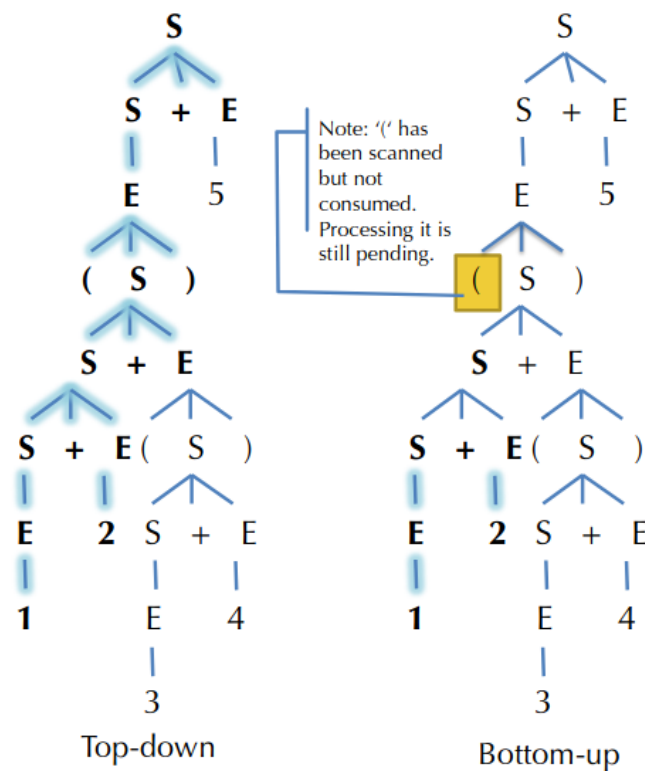 S S
S + E S + E
Note: '(' has
been scanned
but not
consumed.
Processing it is
still pending.
E 5 E 5
( S ) ( S )
S + E S + E
S + E ( S ) S + E ( S )
E 2 S + E E 2 S + E
1 E 4 1 E 4
3 3
Top-down Bottom-up